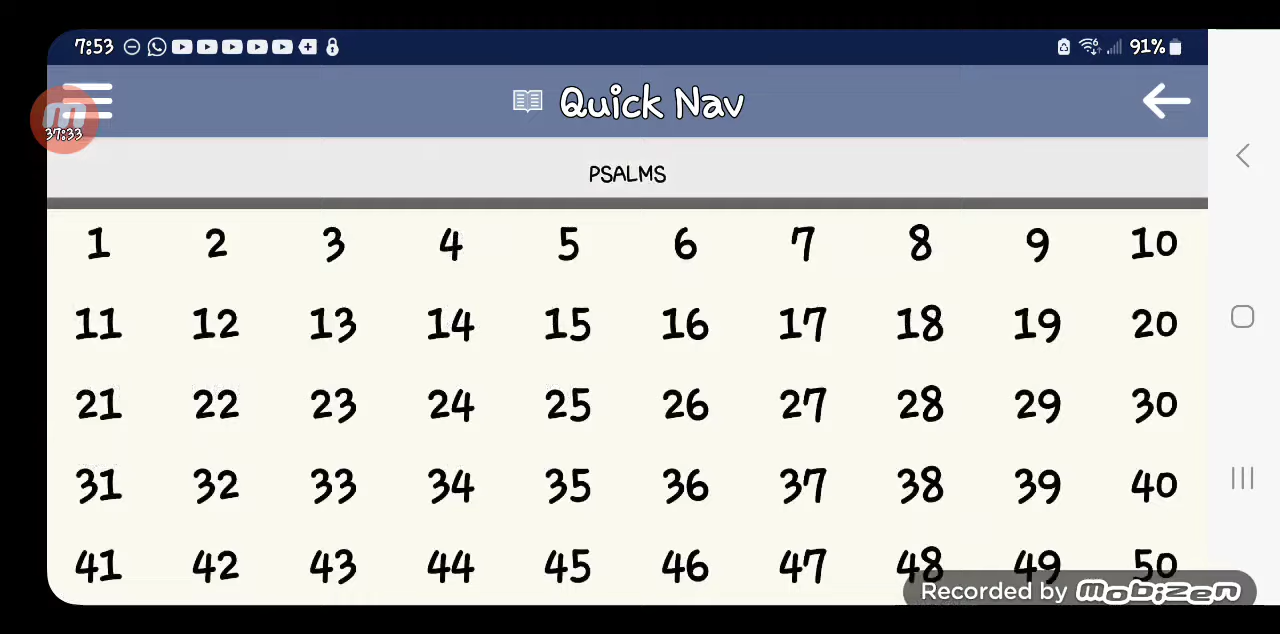 7:53 91%
Quick Nav
37:33
PSALMS
1 2 3 4 5 6 7 8 9 10
11 12 13 14 15 16 17 18 19 20
21 22 23 24 25 26 27 28 29 30
31 32 33 34 35 36 37 38 39 40
41 42 43 44 45 46 47 48 49 50
Recorded by mobizen